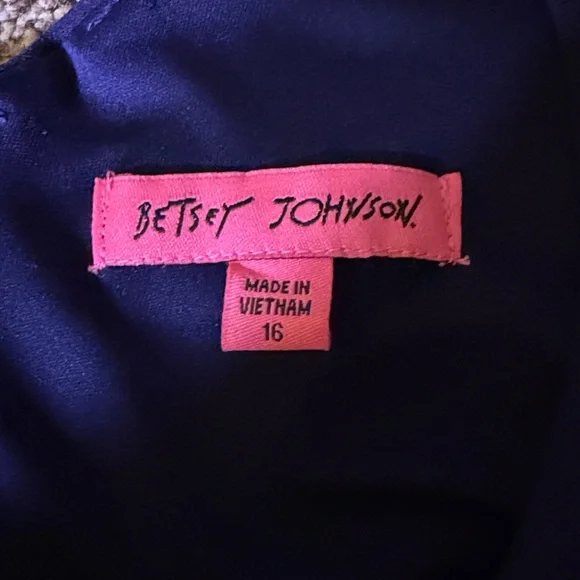 BETSEY JOHNSON.
MADE IN
VIETNAM
16